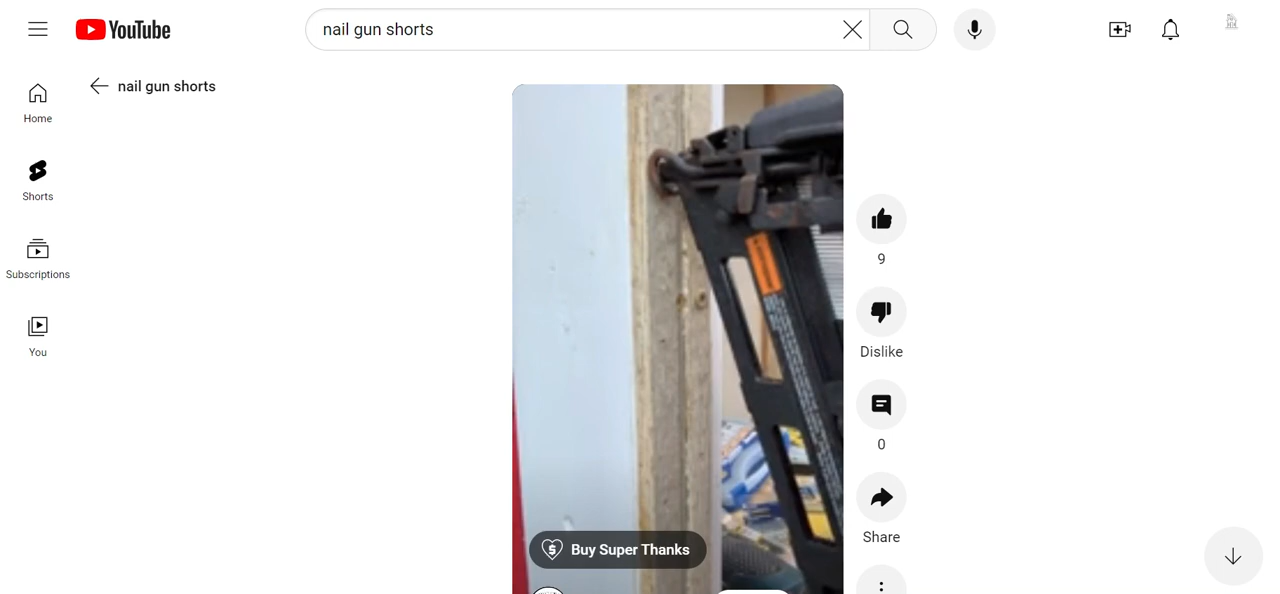 YouTube
nail gun shorts
nail gun shorts
Home
Shorts
Subscriptions
You
9
Dislike
0
Share
Buy Super Thanks